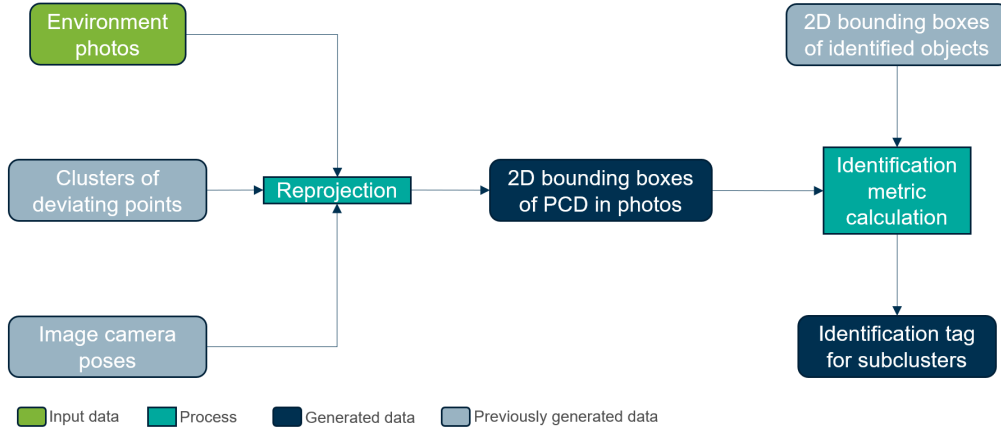 Environment
photos
2D bounding boxes
of identified objects
Clusters of
deviating points
Reprojection
2D bounding boxes
of PCD in photos
Identification
metric
calculation
Image camera
poses
Identification tag
for subclusters
Input data
Process
Generated data
Previously generated data